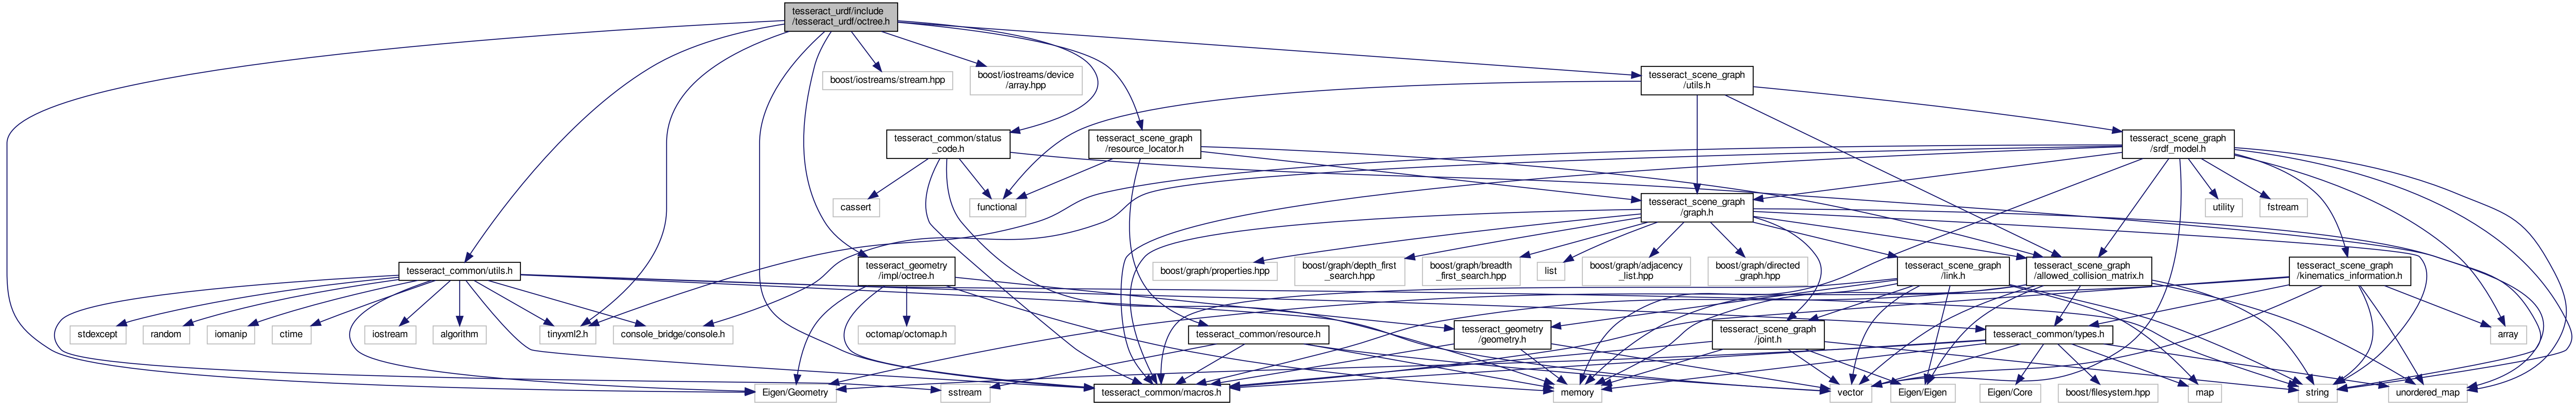 tesseract_urdf/include
/tesseract_urdf/octree.h
boost/iostreams/stream.hpp
boost/iostreams/device
/array.hpp
tesseract_scene_graph
/utils.h
tesseract_common/status
_code.h
tesseract_scene_graph
/resource_locator.h
tesseract_scene_graph
/srdf_model.h
cassert
functional
tesseract_scene_graph
/graph.h
utility
fstream
tesseract_common/utils.h
tesseract_geometry
/impl/octree.h
boost/graph/properties.hpp
boost/graph/depth_first
_search.hpp
boost/graph/breadth
_first_search.hpp
list
boost/graph/adjacency
_list.hpp
boost/graph/directed
_graph.hpp
tesseract_scene_graph
/link.h
tesseract_scene_graph
/allowed_collision_matrix.h
tesseract_scene_graph
/kinematics_information.h
stdexcept
random
iomanip
ctime
iostream
algorithm
tinyxml2.h
console_bridge/console.h
octomap/octomap.h
tesseract_common/resource.h
tesseract_geometry
/geometry.h
tesseract_scene_graph
/joint.h
tesseract_common/types.h
array
Eigen/Geometry
sstream
tesseract_common/macros.h
memory
vector
Eigen/Eigen
Eigen/Core
boost/filesystem.hpp
map
string
unordered_map